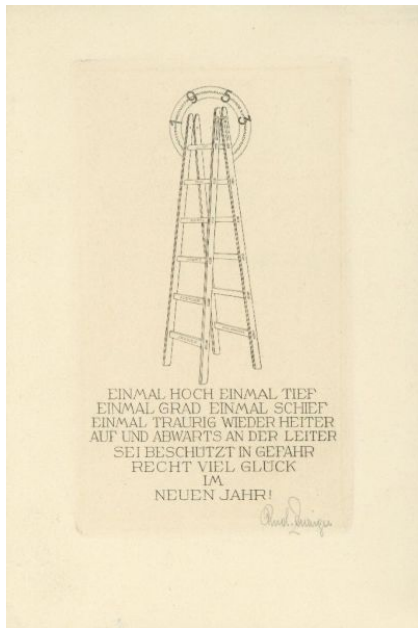 1953
EINMAL HOCH EINMAL TIEF
EINMAL GRAD EINMAL SCHIEF
EINMAL TRAURIG WIEDER HEITER
AUF UND ABWÄRTS AN DER LEITER
SEI BESCHÜTZT IN GEFAHR
RECHT VIEL GLÜCK
IM
NEUEN JAHR!